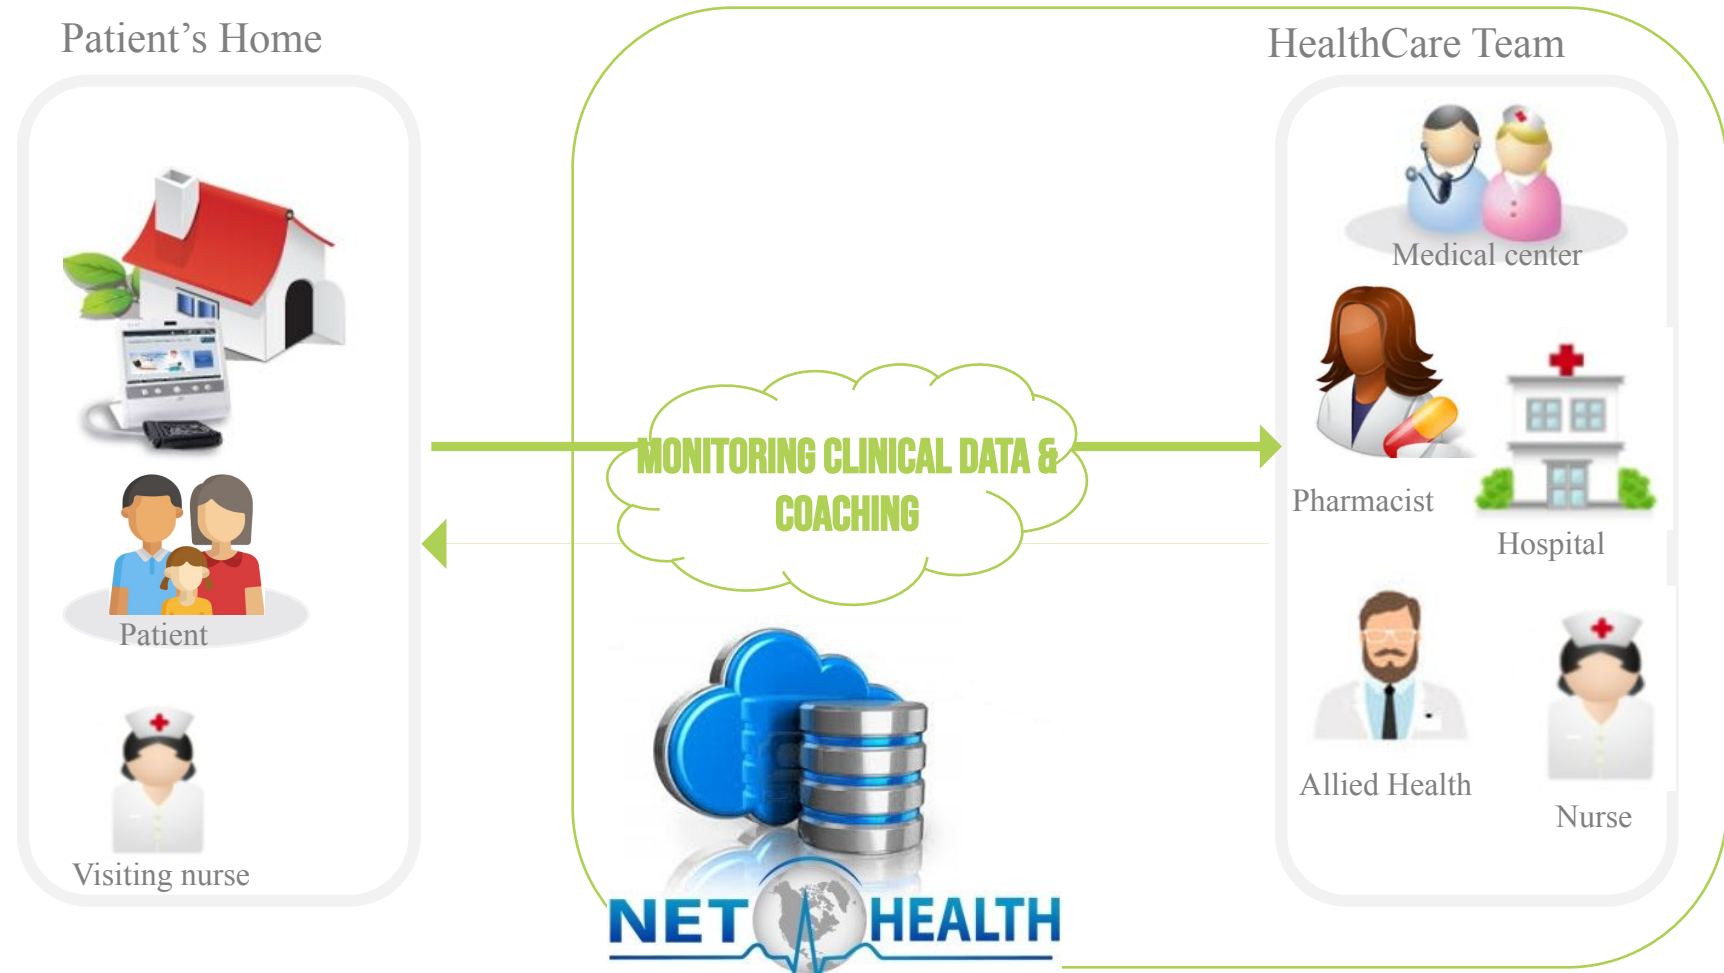 Patient’s Home
HealthCare Team
Medical center
MONITORING CLINICAL DATA &
COACHING
Pharmacist
Hospital
Patient
Allied Health
Nurse
Visiting nurse
NET HEALTH